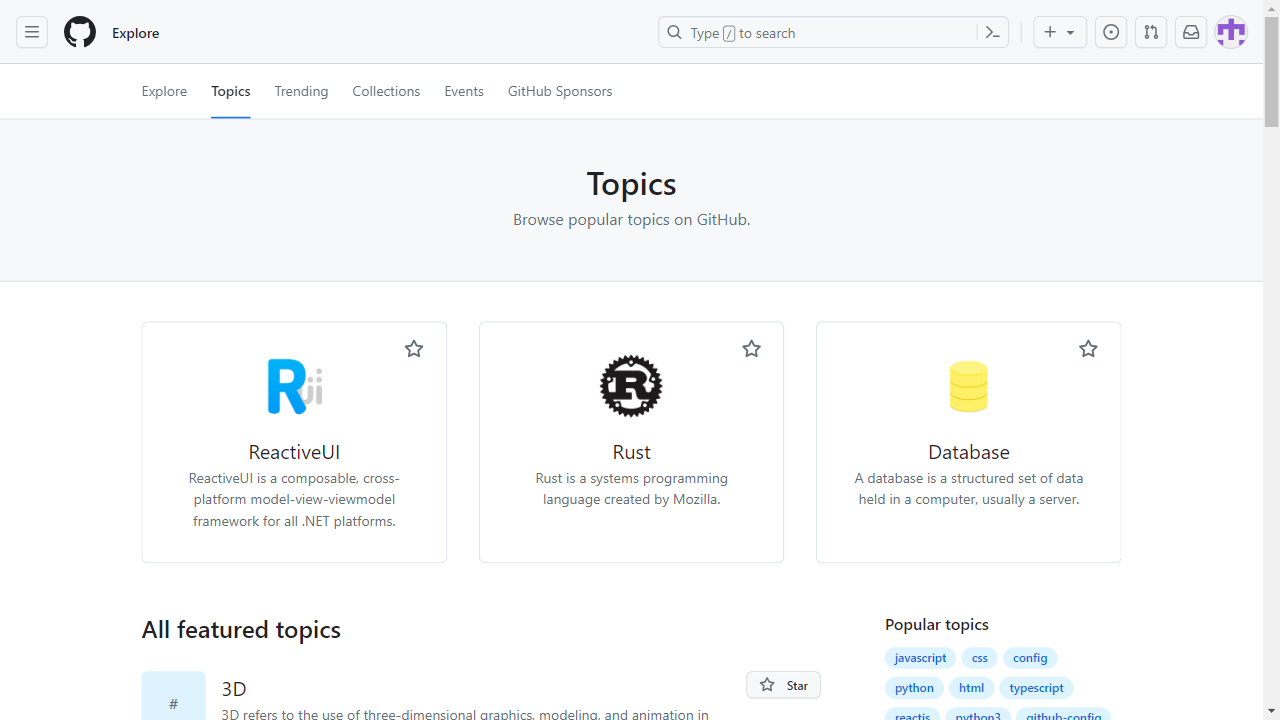 Explore
Type / to search
Explore
Topics
Trending
Collections
Events
GitHub Sponsors
Topics
Browse popular topics on GitHub.
ReactiveUI
ReactiveUI is a composable, cross-
platform model-view-viewmodel
framework for all .NET platforms.
Rust
Rust is a systems programming
language created by Mozilla.
Database
A database is a structured set of data
held in a computer, usually a server.
All featured topics
#
3D
3D refers to the use of three-dimensional graphics, modeling, and animation in
Star
Popular topics
javascript css config
python html typescript
reactjs python3 github-config